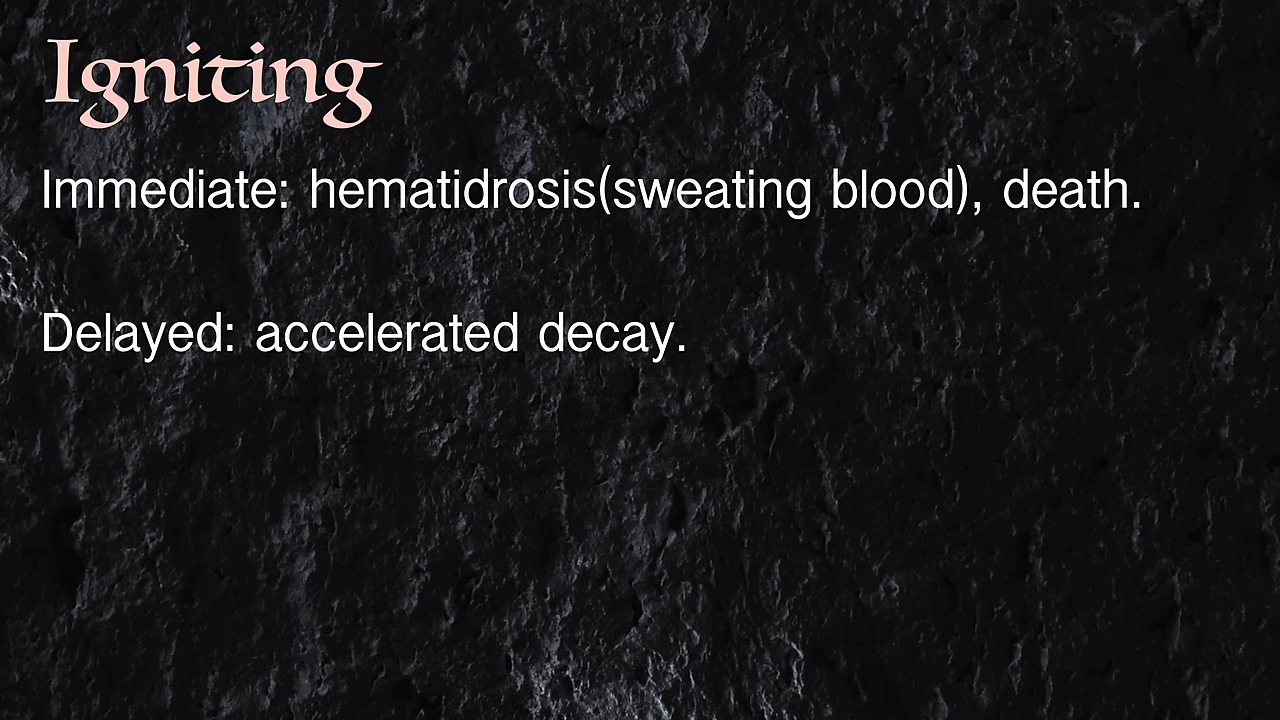 Igniting
Immediate: hematidrosis(sweating blood), death.
Delayed: accelerated decay.